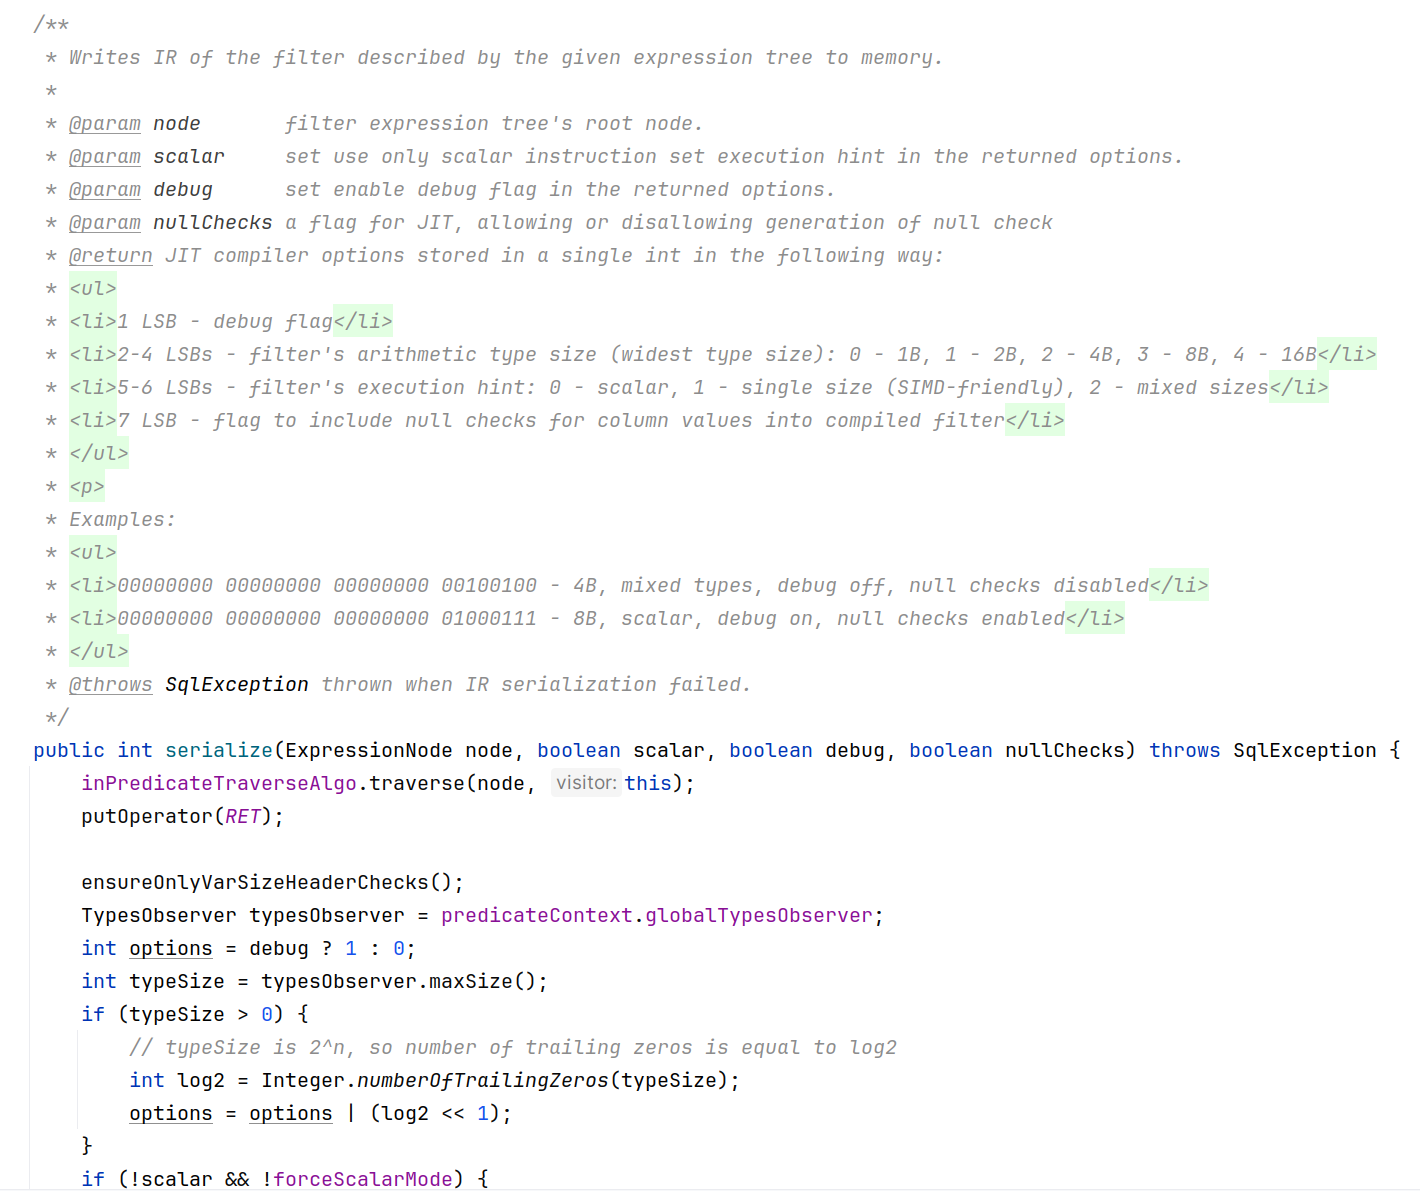 /**
 * Writes IR of the filter described by the given expression tree to memory.
 *
 * @param node       filter expression tree's root node.
 * @param scalar     set use only scalar instruction set execution hint in the returned options.
 * @param debug      set enable debug flag in the returned options.
 * @param nullChecks a flag for JIT, allowing or disallowing generation of null check
 * @return JIT compiler options stored in a single int in the following way:
 * <ul>
 * <li>1 LSB - debug flag</li>
 * <li>2-4 LSBs - filter's arithmetic type size (widest type size): 0 - 1B, 1 - 2B, 2 - 4B, 3 - 8B, 4 - 16B</li>
 * <li>5-6 LSBs - filter's execution hint: 0 - scalar, 1 - single size (SIMD-friendly), 2 - mixed sizes</li>
 * <li>7 LSB - flag to include null checks for column values into compiled filter</li>
 * </ul>
 * <p>
 * Examples:
 * <ul>
 * <li>00000000 00000000 00000000 00100100 - 4B, mixed types, debug off, null checks disabled</li>
 * <li>00000000 00000000 00000000 01000111 - 8B, scalar, debug on, null checks enabled</li>
 * </ul>
 * @throws SqlException thrown when IR serialization failed.
 */
public int serialize(ExpressionNode node, boolean scalar, boolean debug, boolean nullChecks) throws SqlException {
    inPredicateTraverseAlgo.traverse(node, visitor: this);
    putOperator(RET);

    ensureOnlyVarSizeHeaderChecks();
    TypesObserver typesObserver = predicateContext.globalTypesObserver;
    int options = debug ? 1 : 0;
    int typeSize = typesObserver.maxSize();
    if (typeSize > 0) {
        // typeSize is 2^n, so number of trailing zeros is equal to log2
        int log2 = Integer.numberOfTrailingZeros(typeSize);
        options = options | (log2 << 1);
    }
    if (!scalar && !forceScalarMode) {